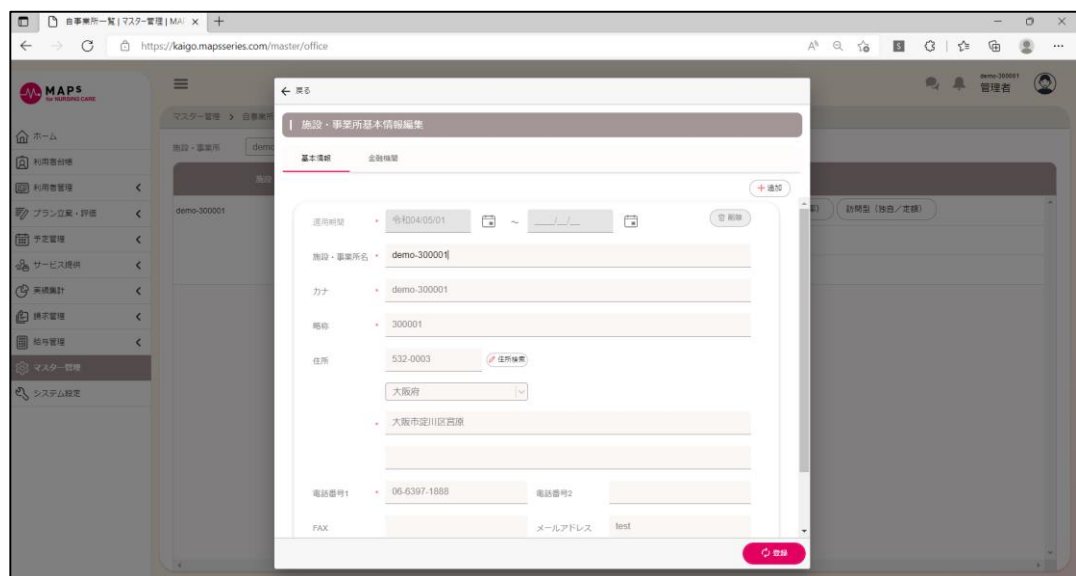 自事業所一覧 | マスター管理 | MA
https://kaigo.mapsseries.com/master/office
MAPS
for NURSING CARE
demo-300001
管理者
ホーム
利用者台帳
利用者管理
プラン立案・評価
予定管理
サービス提供
実績集計
請求管理
給与管理
マスター管理
システム設定
マスター管理 > 自事業所
施設・事業所 demo
施設
demo-300001
訪問型(独自/定額)
戻る
施設・事業所基本情報編集
基本情報 金融機関
+追加
適用期間 * 令和04/05/01 ~ __/__/__ 削除
施設・事業所名 * demo-300001
カナ * demo-300001
略称 * 300001
住所 532-0003 住所検索
大阪府
* 大阪市淀川区宮原
電話番号1 * 06-6397-1888 電話番号2
FAX メールアドレス test
登録